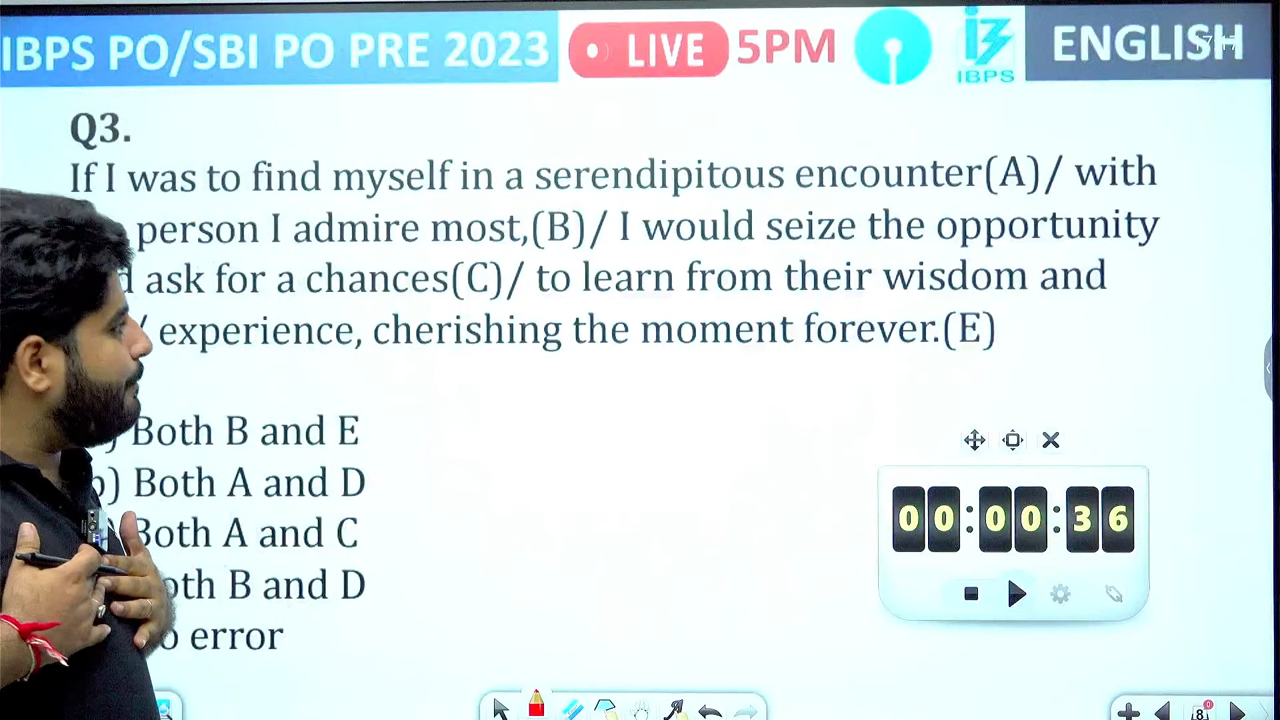 IBPS PO/SBI PO PRE 2023 LIVE 5PM IBPS ENGLISH
Q3.
If I was to find myself in a serendipitous encounter(A)/ with
person I admire most,(B)/ I would seize the opportunity
ask for a chances(C)/ to learn from their wisdom and
/ experience, cherishing the moment forever.(E)
) Both B and E
b) Both A and D
Both A and C
Both B and D
error
00:00:36
8